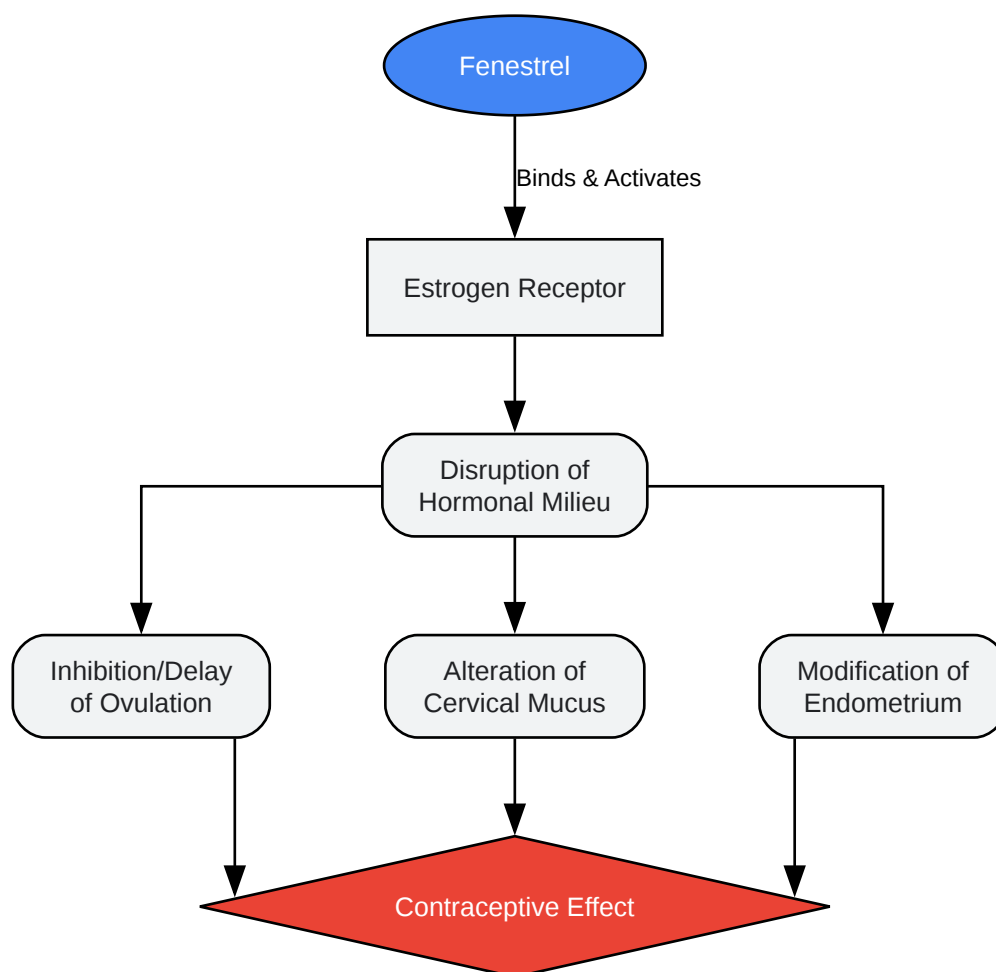 Fenestrel
Binds & Activates
Estrogen Receptor
Disruption of
Hormonal Milieu
Inhibition/Delay
of Ovulation
Alteration of
Cervical Mucus
Modification of
Endometrium
Contraceptive Effect